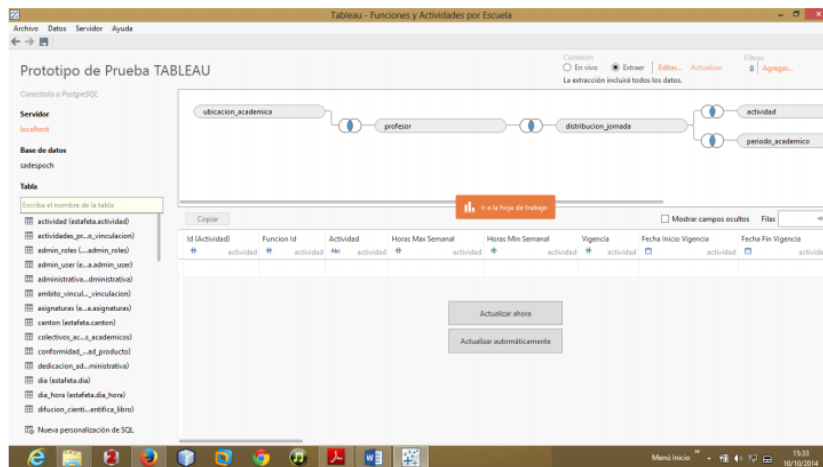 Tableau - Funciones y Actividades por Escuela
Archivo Datos Servidor Ayuda
Prototipo de Prueba TABLEAU
Conectado a PostgreSQL
Conexión
En vivo Extraer Editar... Actualizar
La extracción incluirá todos los datos.
Filtros
0 Agregar...
Servidor
localhost
Base de datos
sadespoch
Tabla
Escriba el nombre de la tabla
ubicacion_academica
profesor
distribucion_jornada
actividad
periodo_academico
Ir a la hoja de trabajo
Copiar
Mostrar campos ocultos Filas
Id (Actividad) Funcion Id Actividad Horas Max Semanal Horas Min Semanal Vigencia Fecha Inicio Vigencia Fecha Fin Vigencia
# actividad # actividad Abc actividad # actividad # actividad # actividad actividad activida
actividad (estafeta.actividad)
actividades_pr...o_vinculacion)
admin_roles (...admin_roles)
admin_user (e...a.admin_user)
administrativa...dministrativa)
ambito_vincul..._vinculacion)
asignaturas (e...a.asignaturas)
canton (estafeta.canton)
colectivos_ac...s_academicos)
conformidad_...ad_producto)
dedicacion_ad...ministrativa)
dia (estafeta.dia)
dia_hora (estafeta.dia_hora)
difucion_cienti...entifica_libro)
Nueva personalización de SQL
Actualizar ahora
Actualizar automáticamente
Menú Inicio
15:33
10/10/2014